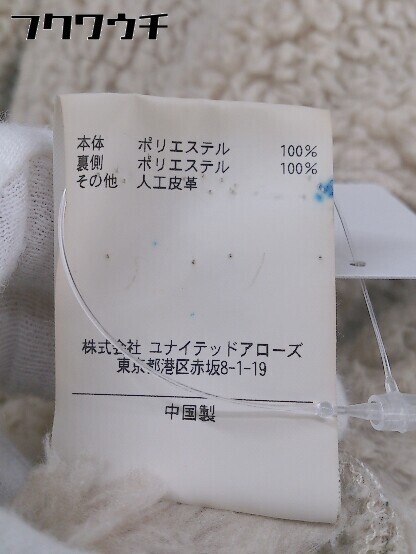 フクワウチ
本体 ポリエステル 100%
裏側 ポリエステル 100%
その他 人工皮革
株式会社 ユナイテッドアローズ
東京都港区赤坂8-1-19
中国製